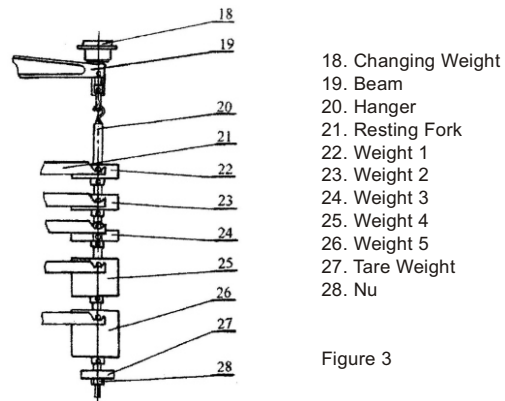 18
19
20
21
22
23
24
25
26
27
28
18. Changing Weight
19. Beam
20. Hanger
21. Resting Fork
22. Weight 1
23. Weight 2
24. Weight 3
25. Weight 4
26. Weight 5
27. Tare Weight
28. Nu
Figure 3